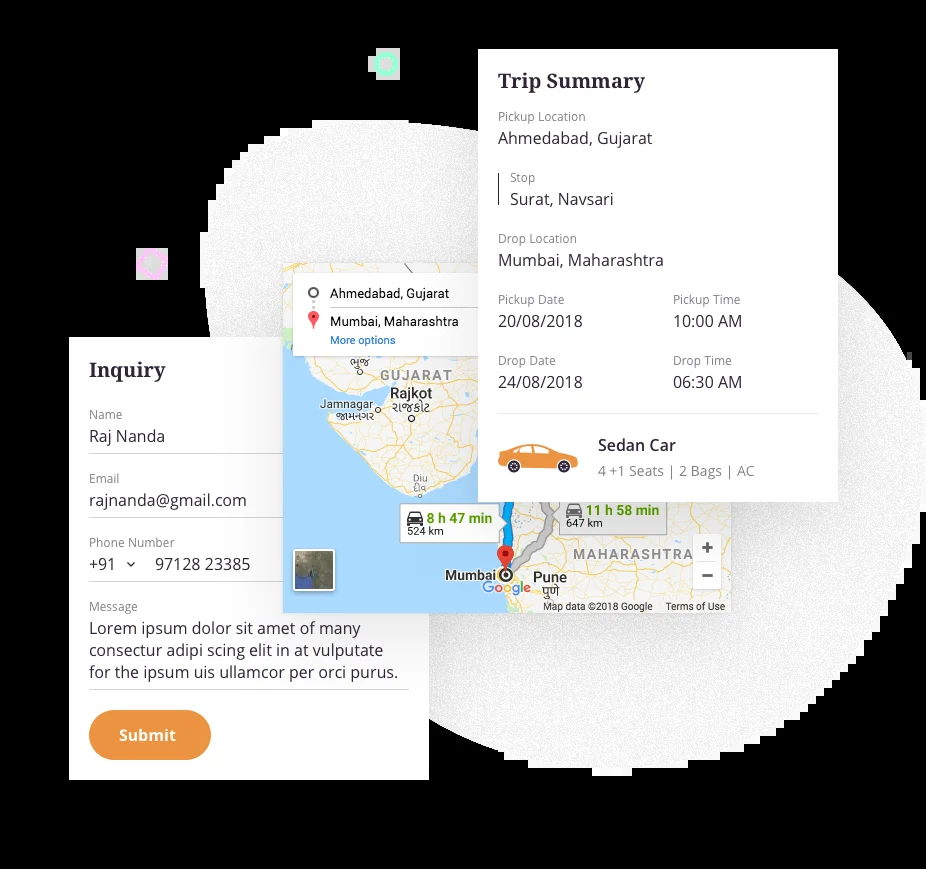 Trip Summary
Pickup Location
Ahmedabad, Gujarat
Stop
Surat, Navsari
Drop Location
Mumbai, Maharashtra
Pickup Date
Pickup Time
20/08/2018
10:00 AM
Drop Date
Drop Time
24/08/2018
06:30 AM
Sedan Car
4 +1 Seats | 2 Bags | AC
Ahmedabad, Gujarat
Mumbai, Maharashtra
More options
ભુજ
GUJARAT
Rajkot
રાજકોટ
Jamnagar
જામનગર
Diu
દીવ
8 h 47 min
524 km
11 h 58 min
647 km
MAHARASHTRA
Mumbai
Pune
पुणे
Google
Map data ©2018 Google
Terms of Use
Inquiry
Name
Raj Nanda
Email
rajnanda@gmail.com
Phone Number
+91
97128 23385
Message
Lorem ipsum dolor sit amet of many
consectur adipi scing elit in at vulputate
for the ipsum uis ullamcor per orci purus.
Submit